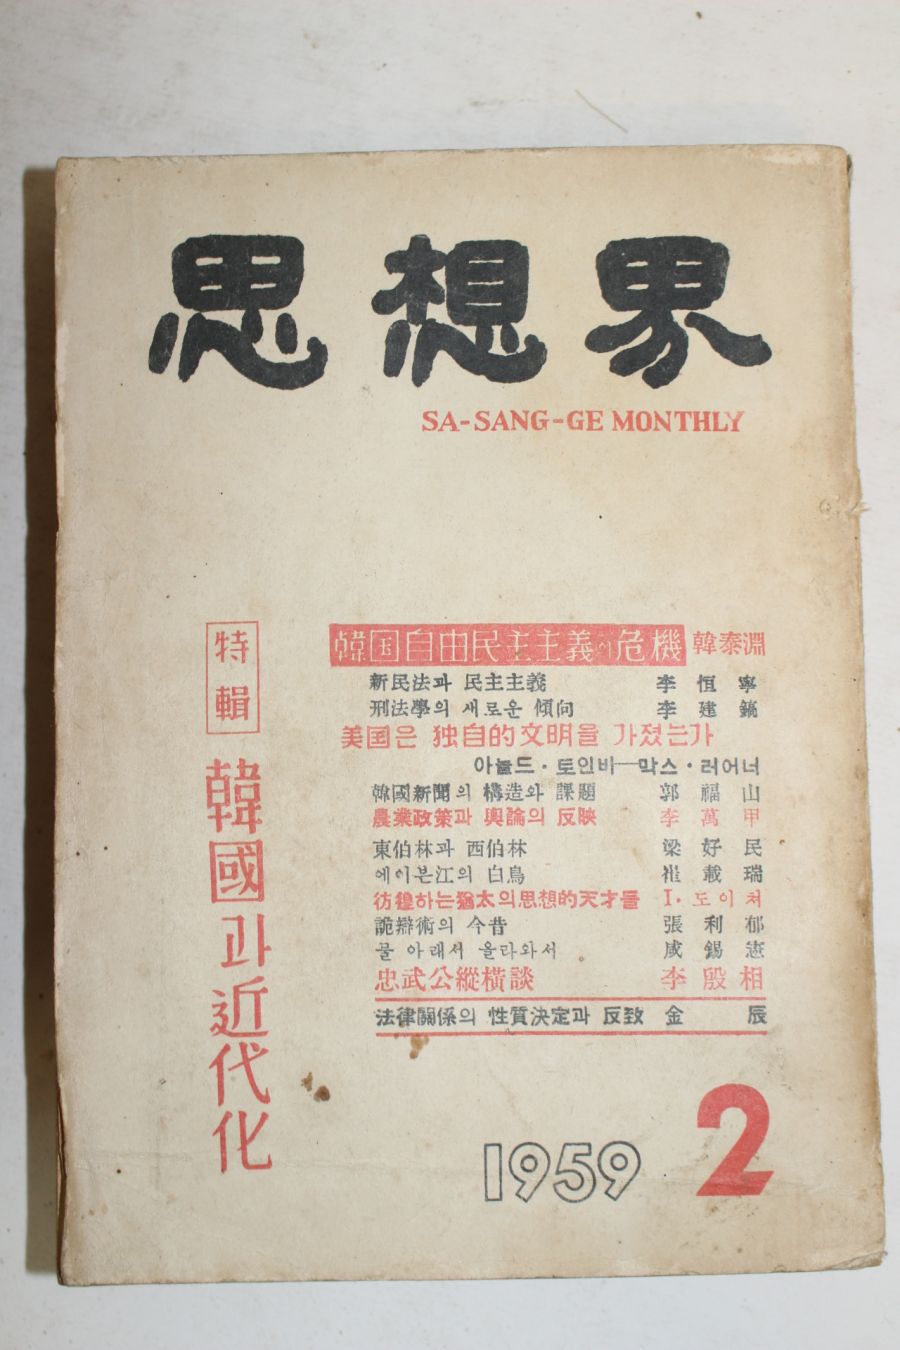 思想界
SA-SANG-GE MONTHLY
特輯
韓國과近代化
韓国自由民主主義의危機 韓泰淵
新民法과 民主主義 李恒寧
刑法學의 새로운 傾向 李建鎬
美国은 独自的文明을 가졌는가
아놀드·토인비—막스·러어너
韓國新聞의 構造와 課題 郭福山
農業政策과 輿論의 反映 李萬甲
東伯林과 西伯林 梁好民
에이본江의 白鳥 崔載瑞
彷徨하는猶太의思想的天才들 I·도이처
詭辯術의 今昔 張利郁
물 아래서 올라와서 咸錫憲
忠武公縱橫談 李殷相
法律關係의 性質決定과 反致 金辰
1959 2